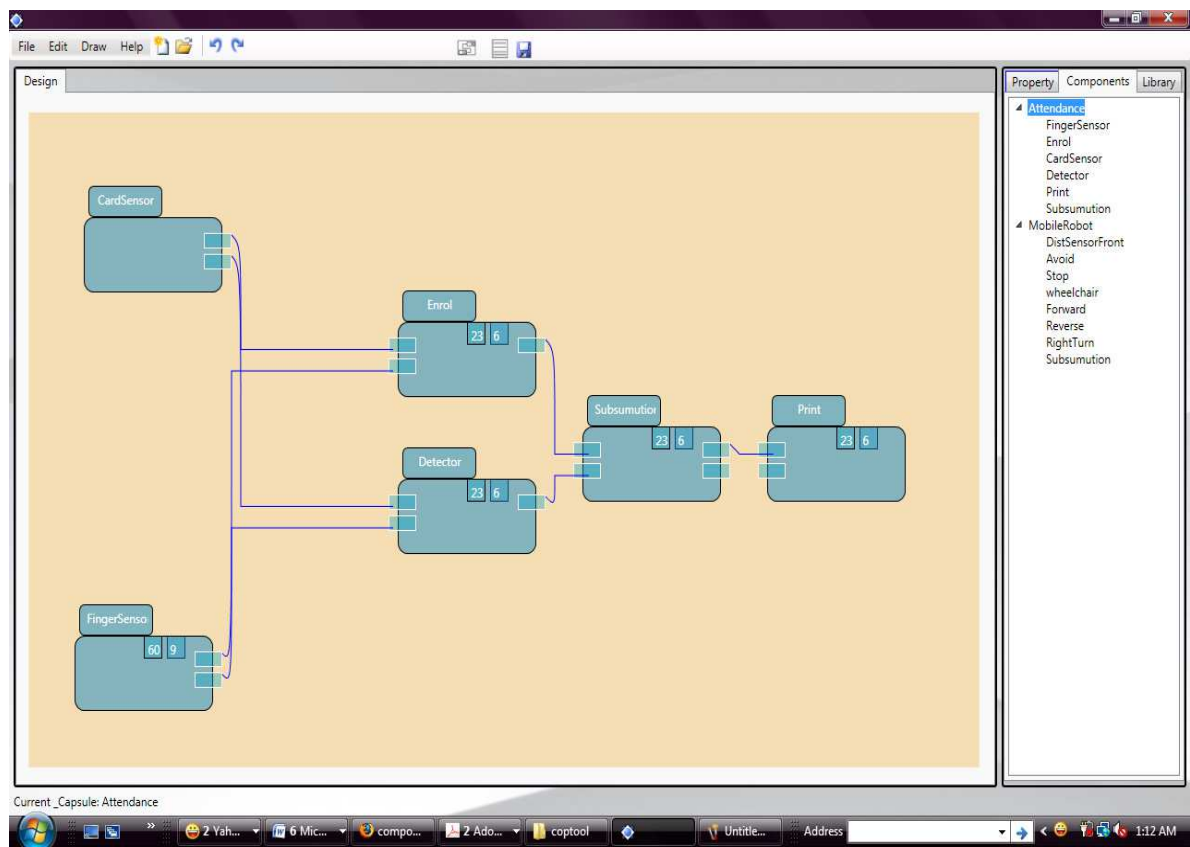 File Edit Draw Help
Design
Property Components Library
Attendance
FingerSensor
Enrol
CardSensor
Detector
Print
Subsumution
MobileRobot
DistSensorFront
Avoid
Stop
wheelchair
Forward
Reverse
RightTurn
Subsumution
CardSensor
Enrol
23 6
Subsumution
23 6
Print
23 6
Detector
23 6
FingerSenso
60 9
Current _Capsule: Attendance
» 2 Yah... 6 Mic... compo... 2 Ado... coptool Untitle... Address < 1:12 AM